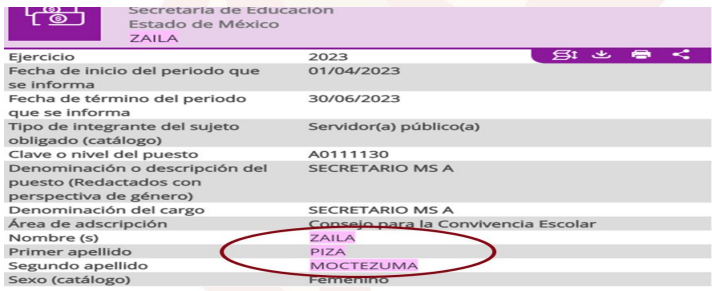 Secretaría de Educación
Estado de México
ZAILA
Ejercicio 2023
Fecha de inicio del periodo que 01/04/2023
se informa
Fecha de término del periodo 30/06/2023
que se informa
Tipo de integrante del sujeto Servidor(a) público(a)
obligado (catálogo)
Clave o nivel del puesto A0111130
Denominación o descripción del SECRETARIO MS A
puesto (Redactados con
perspectiva de género)
Denominación del cargo SECRETARIO MS A
Área de adscripción Consejo para la Convivencia Escolar
Nombre (s) ZAILA
Primer apellido PIZA
Segundo apellido MOCTEZUMA
Sexo (catálogo) Femenino